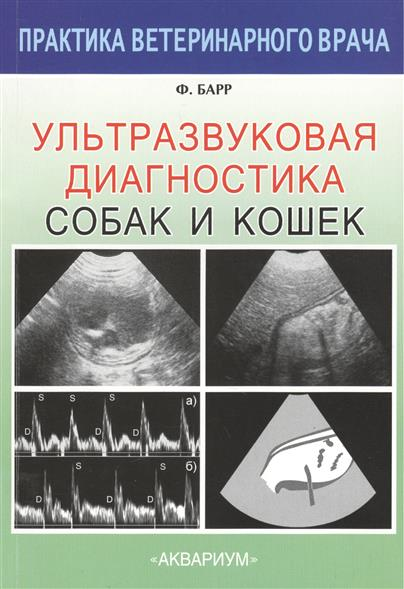 ПРАКТИКА ВЕТЕРИНАРНОГО ВРАЧА
Ф. БАРР
УЛЬТРАЗВУКОВАЯ
ДИАГНОСТИКА
СОБАК И КОШЕК
S S S S а)
D D D
S S б)
D D D
«АКВАРИУМ»